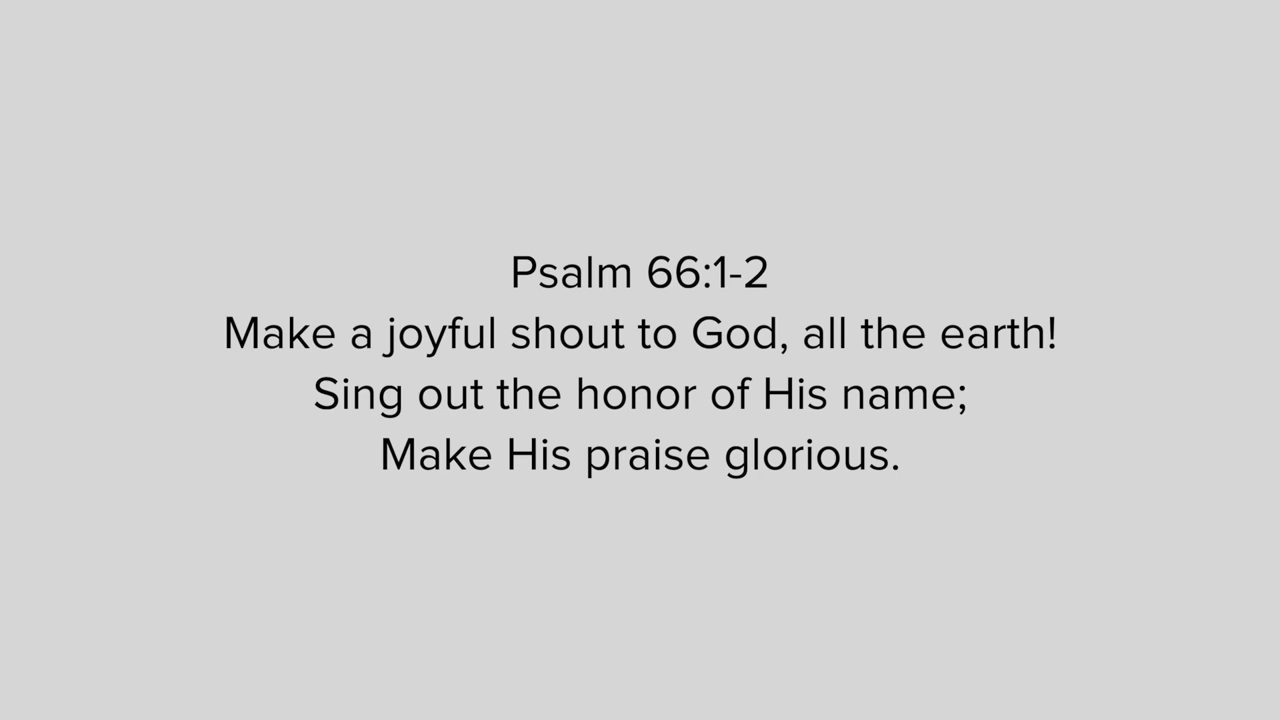 Psalm 66:1-2
Make a joyful shout to God, all the earth!
Sing out the honor of His name;
Make His praise glorious.